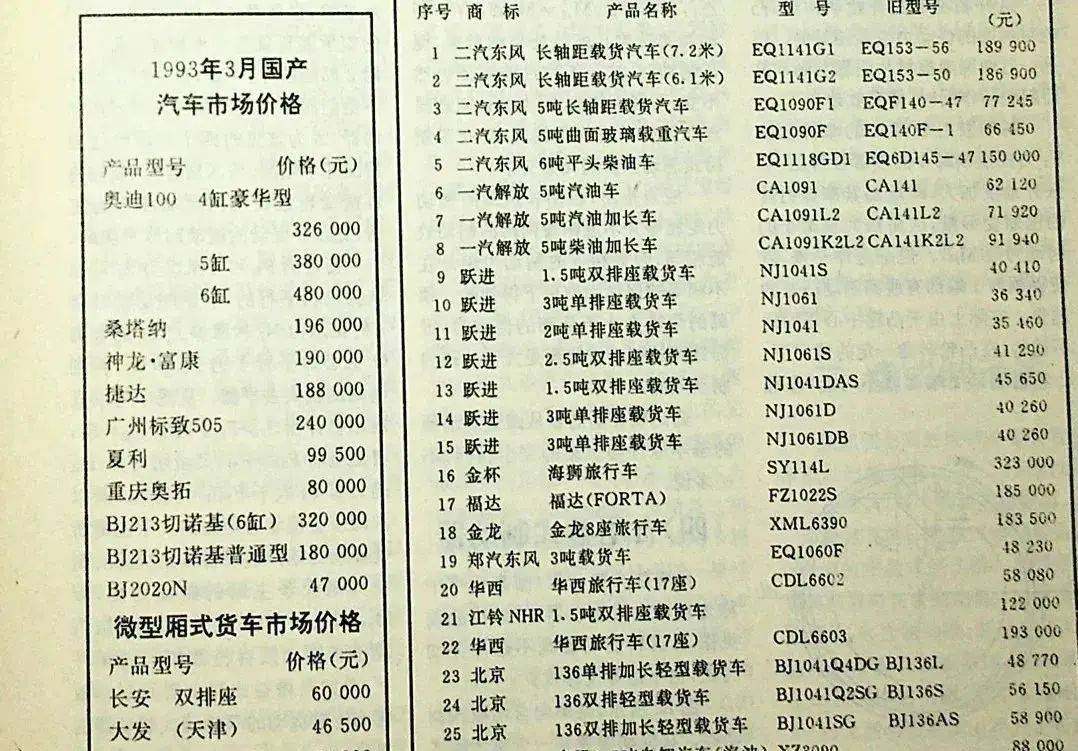 1993年3月国产
汽车市场价格
产品型号 价格(元)
奥迪100 4缸豪华型
326 000
5缸 380 000
6缸 480 000
桑塔纳 196 000
神龙·富康 190 000
捷达 188 000
广州标致505 240 000
夏利 99 500
重庆奥拓 80 000
BJ213切诺基(6缸) 320 000
BJ213切诺基普通型 180 000
BJ2020N 47 000
微型厢式货车市场价格
产品型号 价格(元)
长安 双排座 60 000
大发 (天津) 46 500
序号 商 标 产品名称 型 号 旧型号 (元)
1 二汽东风 长轴距载货汽车(7.2米) EQ1141G1 EQ153-56 189 900
2 二汽东风 长轴距载货汽车(6.1米) EQ1141G2 EQ153-50 186 900
3 二汽东风 5吨长轴距载货汽车 EQ1090F1 EQF140-47 77 245
4 二汽东风 5吨曲面玻璃载重汽车 EQ1090F EQ140F-1 66 450
5 二汽东风 6吨平头柴油车 EQ1118GD1 EQ6D145-47 150 000
6 一汽解放 5吨汽油车 CA1091 CA141 62 120
7 一汽解放 5吨汽油加长车 CA1091L2 CA141L2 71 920
8 一汽解放 5吨柴油加长车 CA1091K2L2 CA141K2L2 91 940
9 跃进 1.5吨双排座载货车 NJ1041S 40 410
10 跃进 3吨单排座载货车 NJ1061 36 340
11 跃进 2吨单排座载货车 NJ1041 35 460
12 跃进 2.5吨双排座载货车 NJ1061S 41 290
13 跃进 1.5吨双排座载货车 NJ1041DAS 45 650
14 跃进 3吨单排座载货车 NJ1061D 40 260
15 跃进 3吨单排座载货车 NJ1061DB 40 260
16 金杯 海狮旅行车 SY114L 323 000
17 福达 福达(FORTA) FZ1022S 185 000
18 金龙 金龙8座旅行车 XML6390 183 500
19 郑汽东风 3吨载货车 EQ1060F 48 230
20 华西 华西旅行车(17座) CDL6602 58 080
21 江铃NHR 1.5吨双排座载货车 122 000
22 华西 华西旅行车(17座) CDL6603 193 000
23 北京 136单排加长轻型载货车 BJ1041Q4DG BJ136L 48 770
24 北京 136双排轻型载货车 BJ1041Q2SG BJ136S 56 150
25 北京 136双排加长轻型载货车 BJ1041SG BJ136AS 58 900
88 000